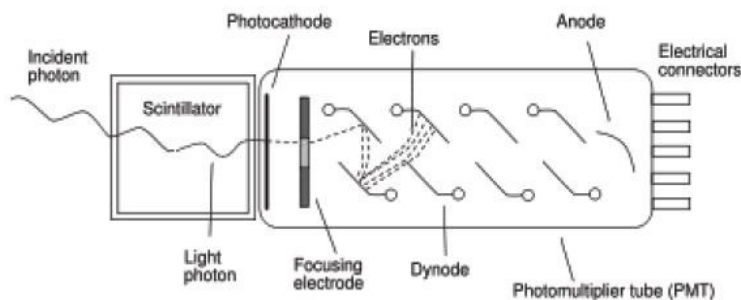 Photocathode
Anode
Electrons
Incident
photon
Electrical
connectors
Scintillator
Light
photon
Focusing
electrode
Dynode
Photomultiplier tube (PMT)